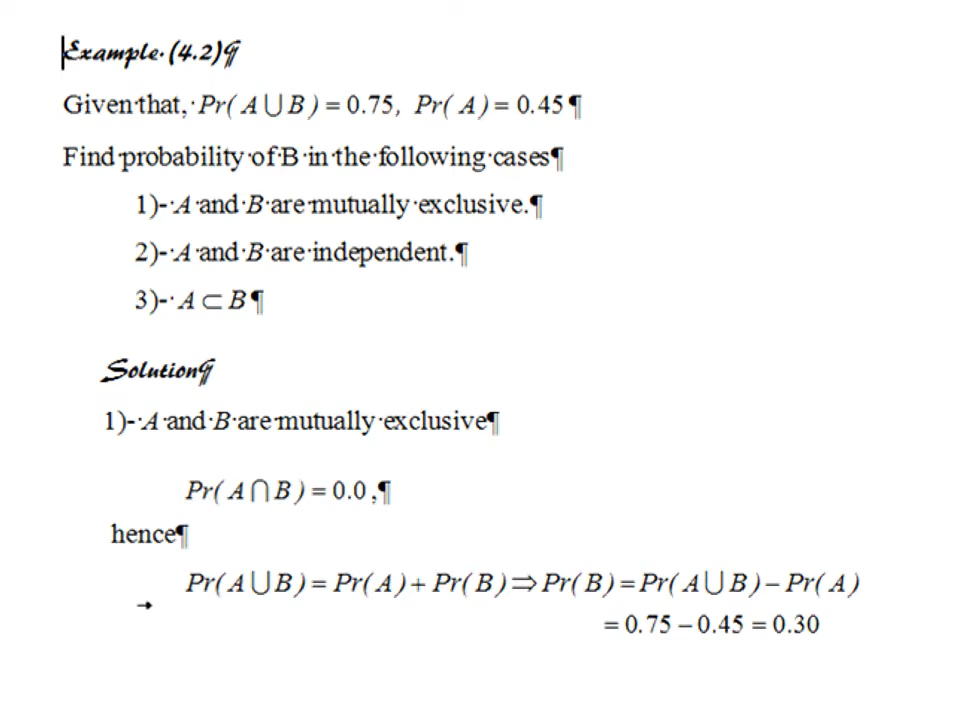 Example (4.2)¶
Given that, Pr( A ⋃ B ) = 0.75, Pr( A ) = 0.45 ¶
Find probability of B in the following cases¶
1)- A and B are mutually exclusive.¶
2)- A and B are independent.¶
3)- A ⊂ B ¶
Solution¶
1)- A and B are mutually exclusive¶
Pr( A ⋂ B ) = 0.0 ,¶
hence¶
→ Pr( A ⋃ B ) = Pr( A ) + Pr( B ) ⇒ Pr( B ) = Pr( A ⋃ B ) − Pr( A )
= 0.75 − 0.45 = 0.30